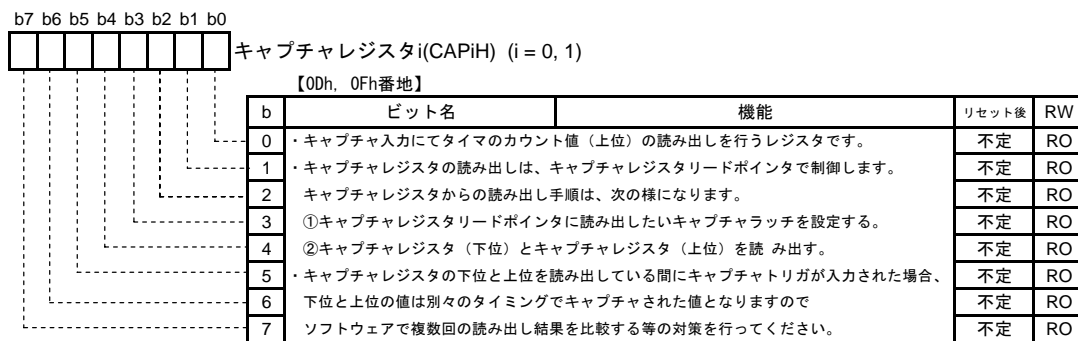 b7 b6 b5 b4 b3 b2 b1 b0
キャプチャレジスタi(CAPiH) (i = 0, 1)
【0Dh, 0Fh番地】
b ビット名 機能 リセット後 RW
0 ・キャプチャ入力にてタイマのカウント値（上位）の読み出しを行うレジスタです。 不定 RO
1 ・キャプチャレジスタの読み出しは、キャプチャレジスタリードポインタで制御します。 不定 RO
2 キャプチャレジスタからの読み出し手順は、次の様になります。 不定 RO
3 ①キャプチャレジスタリードポインタに読み出したいキャプチャラッチを設定する。 不定 RO
4 ②キャプチャレジスタ（下位）とキャプチャレジスタ（上位）を読 み出す。 不定 RO
5 ・キャプチャレジスタの下位と上位を読み出している間にキャプチャトリガが入力された場合、 不定 RO
6 下位と上位の値は別々のタイミングでキャプチャされた値となりますので 不定 RO
7 ソフトウェアで複数回の読み出し結果を比較する等の対策を行ってください。 不定 RO